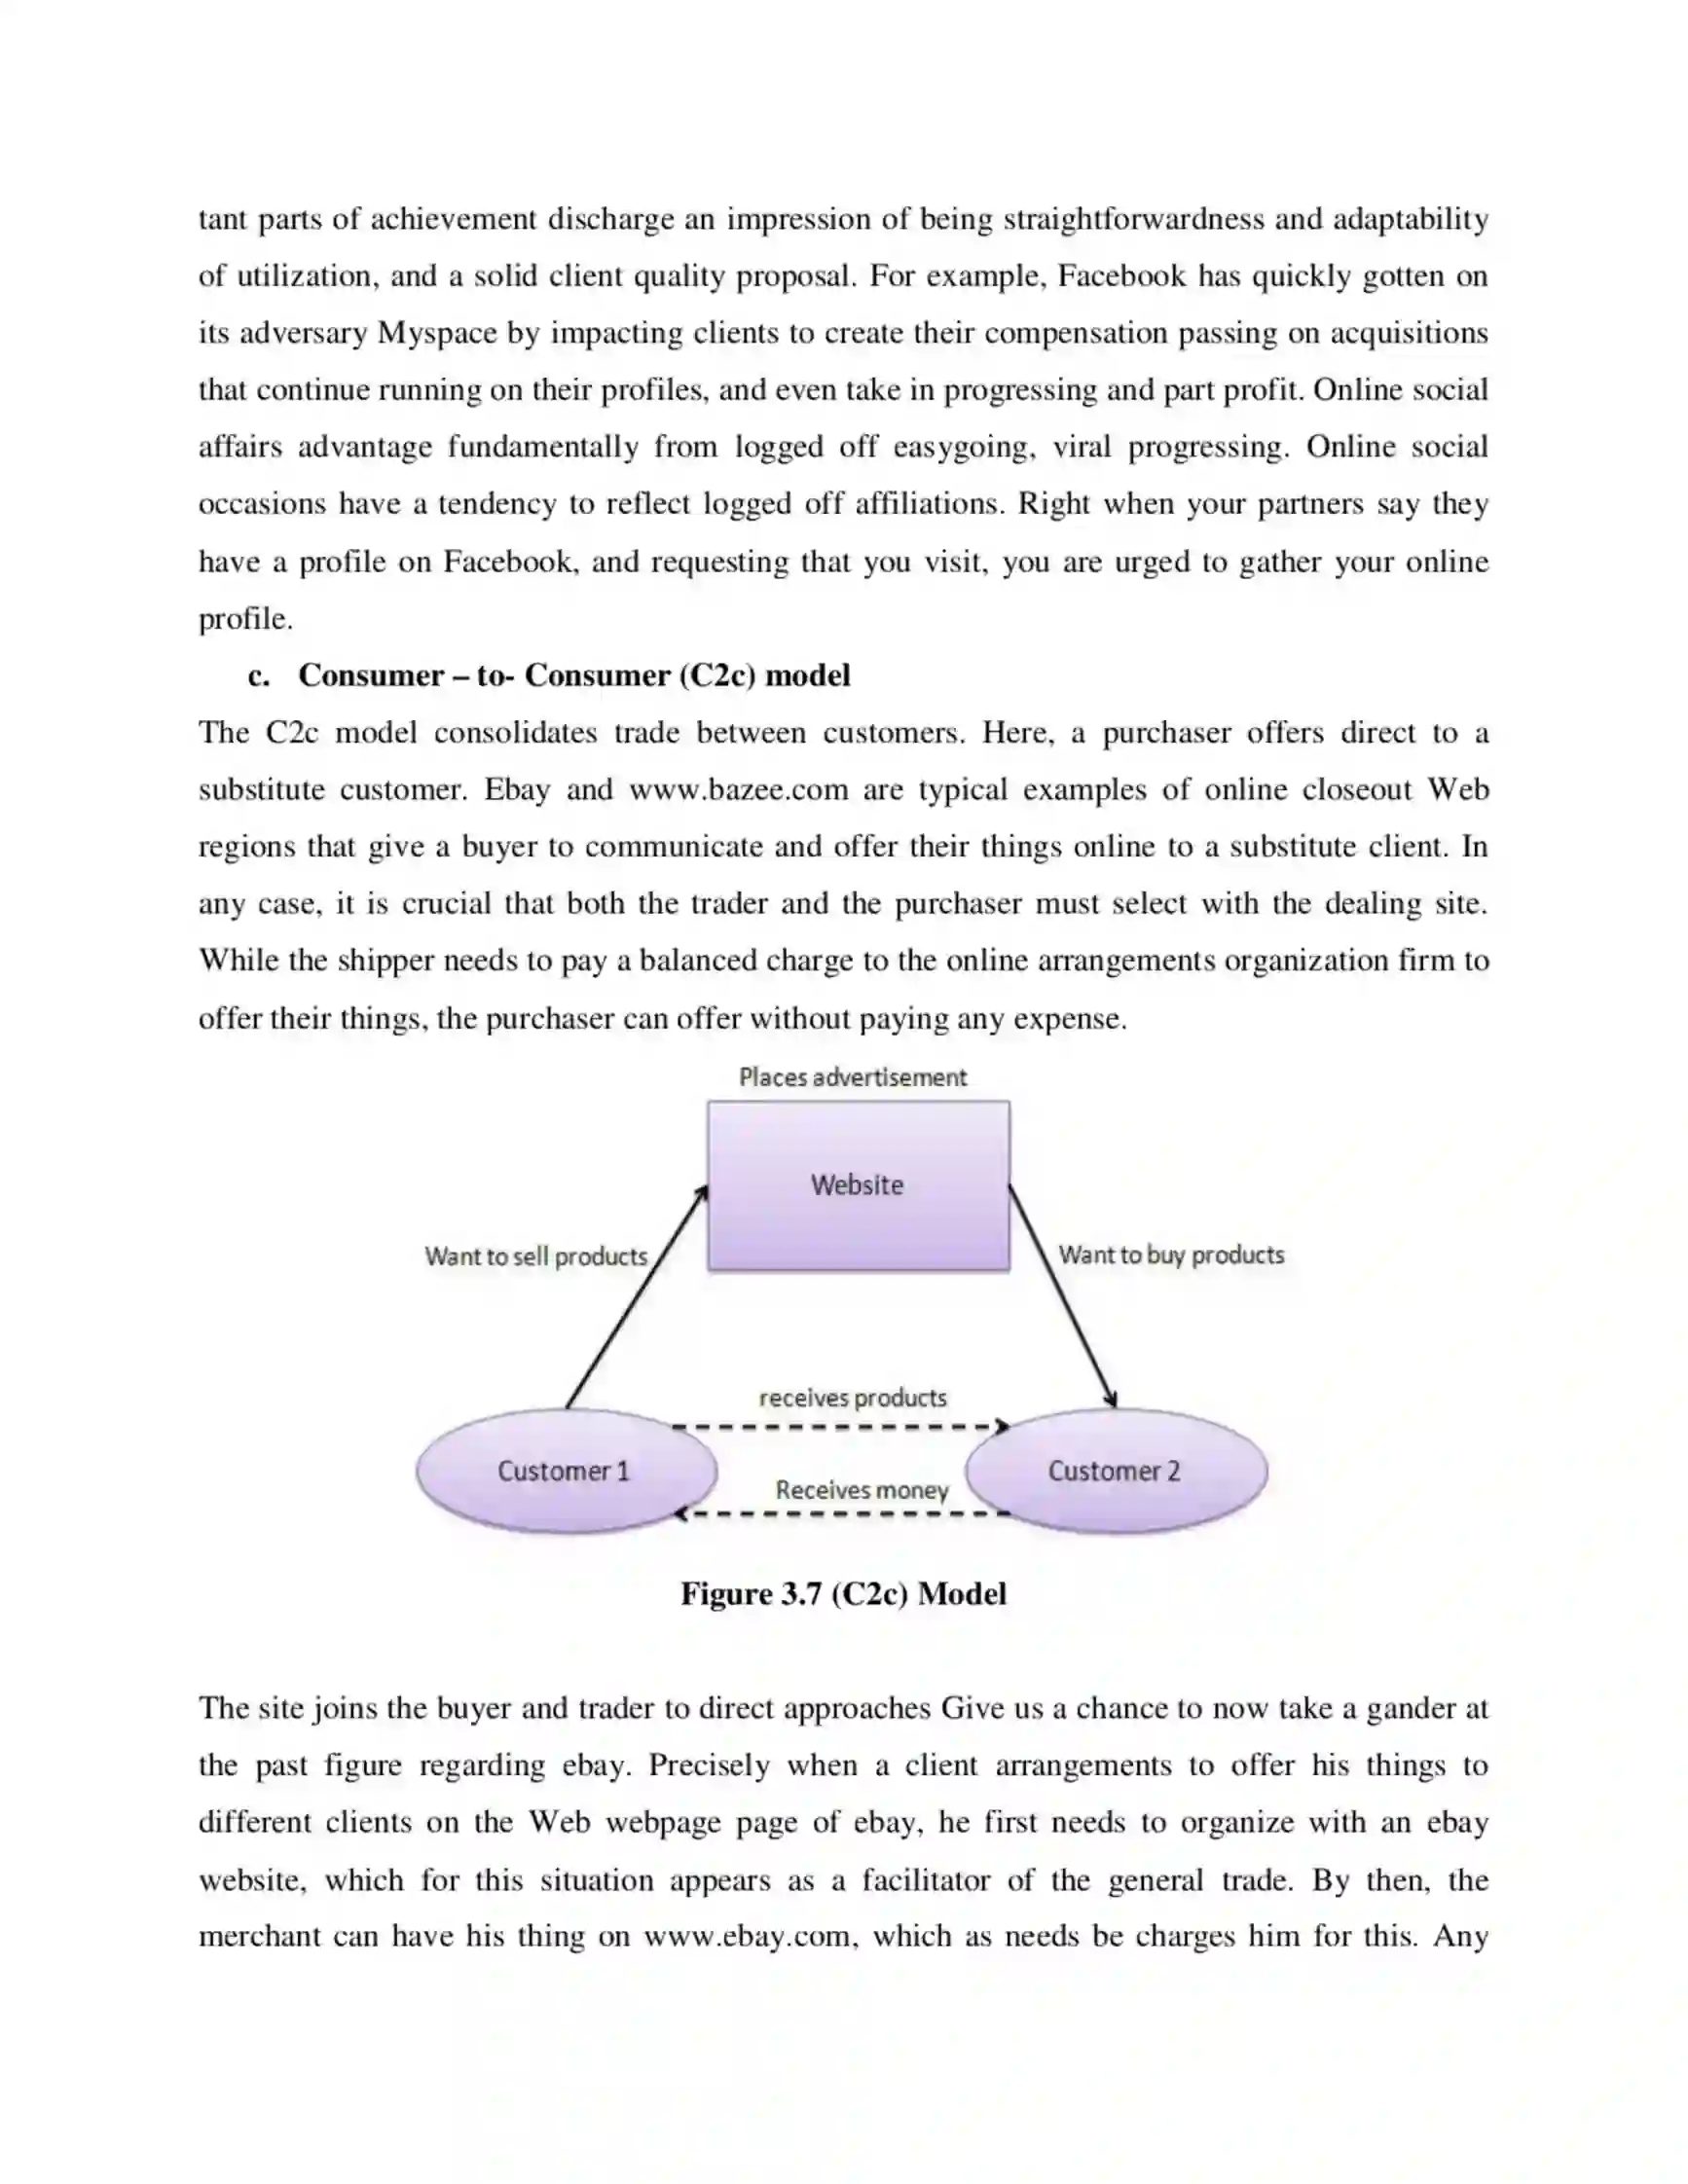 tant parts of achievement discharge an impression of being straightforwardness and adaptability
of utilization, and a solid client quality proposal. For example, Facebook has quickly gotten on
its adversary Myspace by impacting clients to create their compensation passing on acquisitions
that continue running on their profiles, and even take in progressing and part profit. Online social
affairs advantage fundamentally from logged off easygoing, viral progressing. Online social
occasions have a tendency to reflect logged off affiliations. Right when your partners say they
have a profile on Facebook, and requesting that you visit, you are urged to gather your online
profile.
c. Consumer – to- Consumer (C2c) model
The C2c model consolidates trade between customers. Here, a purchaser offers direct to a
substitute customer. Ebay and www.bazee.com are typical examples of online closeout Web
regions that give a buyer to communicate and offer their things online to a substitute client. In
any case, it is crucial that both the trader and the purchaser must select with the dealing site.
While the shipper needs to pay a balanced charge to the online arrangements organization firm to
offer their things, the purchaser can offer without paying any expense.
Places advertisement
Website
Want to sell products
Want to buy products
receives products
Customer 1
Customer 2
Receives money
Figure 3.7 (C2c) Model
The site joins the buyer and trader to direct approaches Give us a chance to now take a gander at
the past figure regarding ebay. Precisely when a client arrangements to offer his things to
different clients on the Web webpage page of ebay, he first needs to organize with an ebay
website, which for this situation appears as a facilitator of the general trade. By then, the
merchant can have his thing on www.ebay.com, which as needs be charges him for this. Any